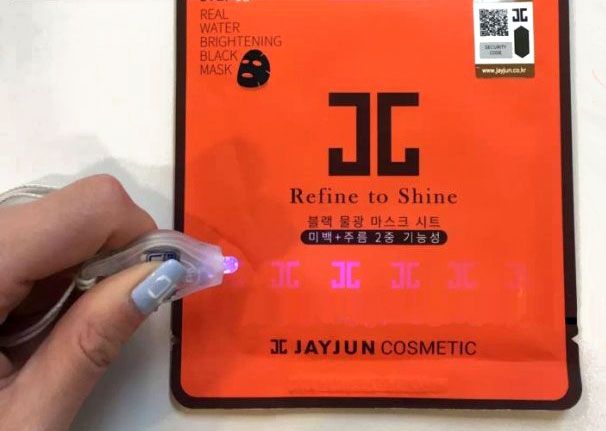 REAL
WATER
BRIGHTENING
BLACK
MASK
SECURITY
CODE
www.jayjun.co.kr
Refine to Shine
블랙 물광 마스크 시트
미백+주름 2중 기능성
JAYJUN COSMETIC